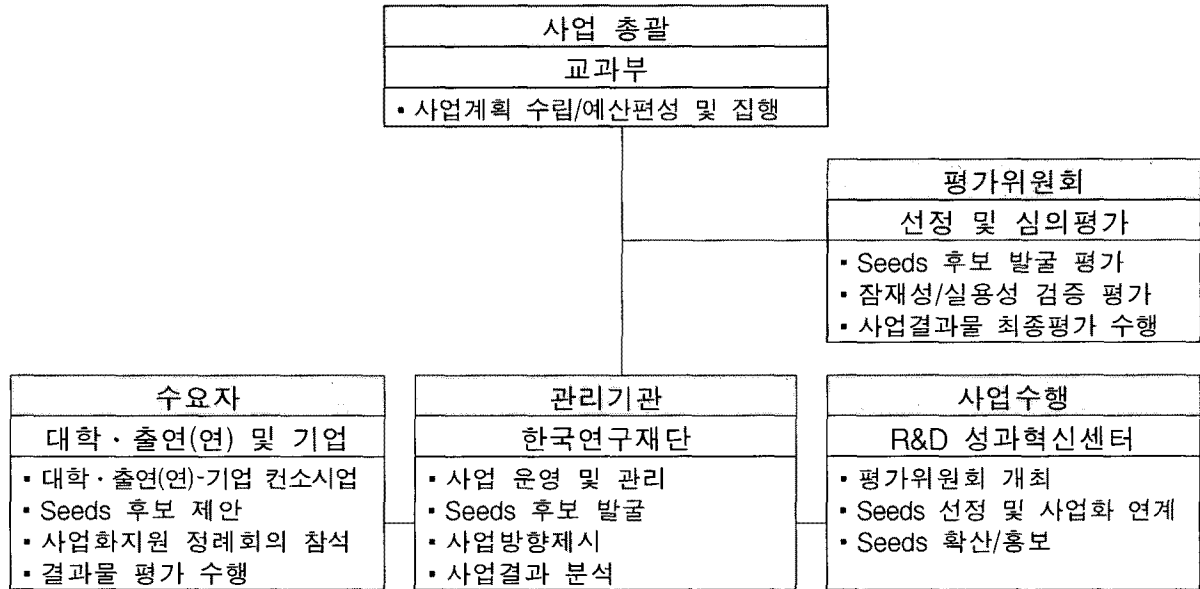 사업 총괄
교과부
▪ 사업계획 수립/예산편성 및 집행
평가위원회
선정 및 심의평가
▪ Seeds 후보 발굴 평가
▪ 잠재성/실용성 검증 평가
▪ 사업결과물 최종평가 수행
수요자
대학·출연(연) 및 기업
▪ 대학·출연(연)-기업 컨소시업
▪ Seeds 후보 제안
▪ 사업화지원 정례회의 참석
▪ 결과물 평가 수행
관리기관
한국연구재단
▪ 사업 운영 및 관리
▪ Seeds 후보 발굴
▪ 사업방향제시
▪ 사업결과 분석
사업수행
R&D 성과혁신센터
▪ 평가위원회 개최
▪ Seeds 선정 및 사업화 연계
▪ Seeds 확산/홍보